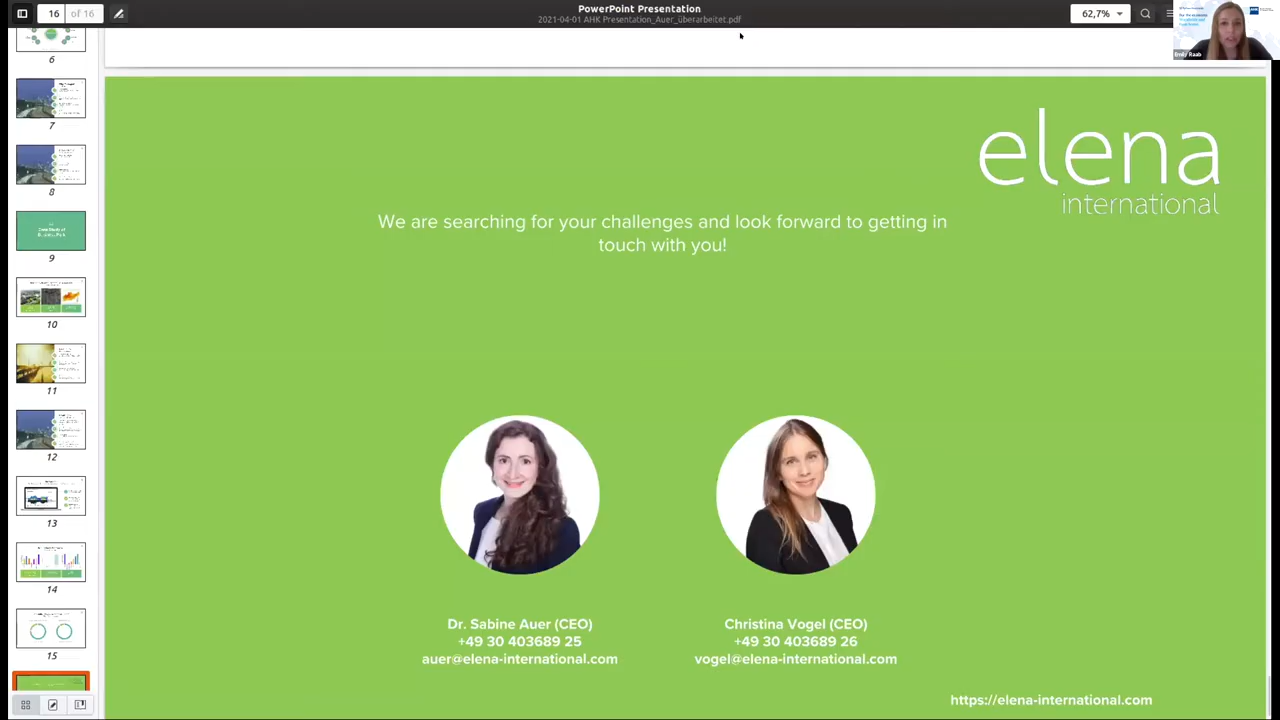 16 of 16
PowerPoint Presentation
2021-04-01 AHK Presentation_Auer_überarbeitet.pdf
62,7%
Emily Raab
6
7
8
9
10
11
12
13
14
15
elena
international
We are searching for your challenges and look forward to getting in
touch with you!
Dr. Sabine Auer (CEO)
+49 30 403689 25
auer@elena-international.com
Christina Vogel (CEO)
+49 30 403689 26
vogel@elena-international.com
https://elena-international.com